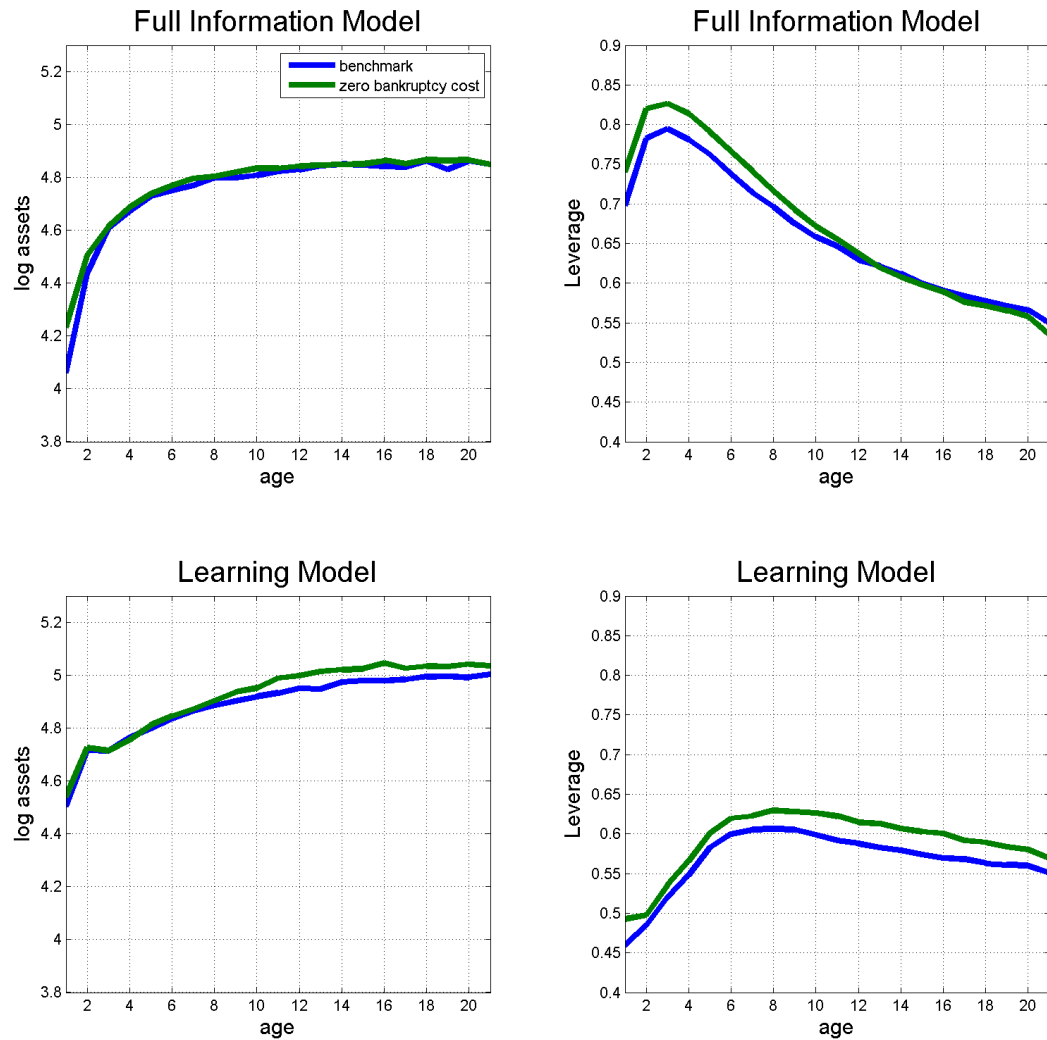 Full Information Model
5.2
5
4.8
4.6
4.4
4.2
4
3.8
log assets
benchmark
zero bankruptcy cost
2 4 6 8 10 12 14 16 18 20
age
Full Information Model
0.9
0.85
0.8
0.75
0.7
0.65
0.6
0.55
0.5
0.45
0.4
Leverage
2 4 6 8 10 12 14 16 18 20
age
Learning Model
5.2
5
4.8
4.6
4.4
4.2
4
3.8
log assets
2 4 6 8 10 12 14 16 18 20
age
Learning Model
0.9
0.85
0.8
0.75
0.7
0.65
0.6
0.55
0.5
0.45
0.4
Leverage
2 4 6 8 10 12 14 16 18 20
age